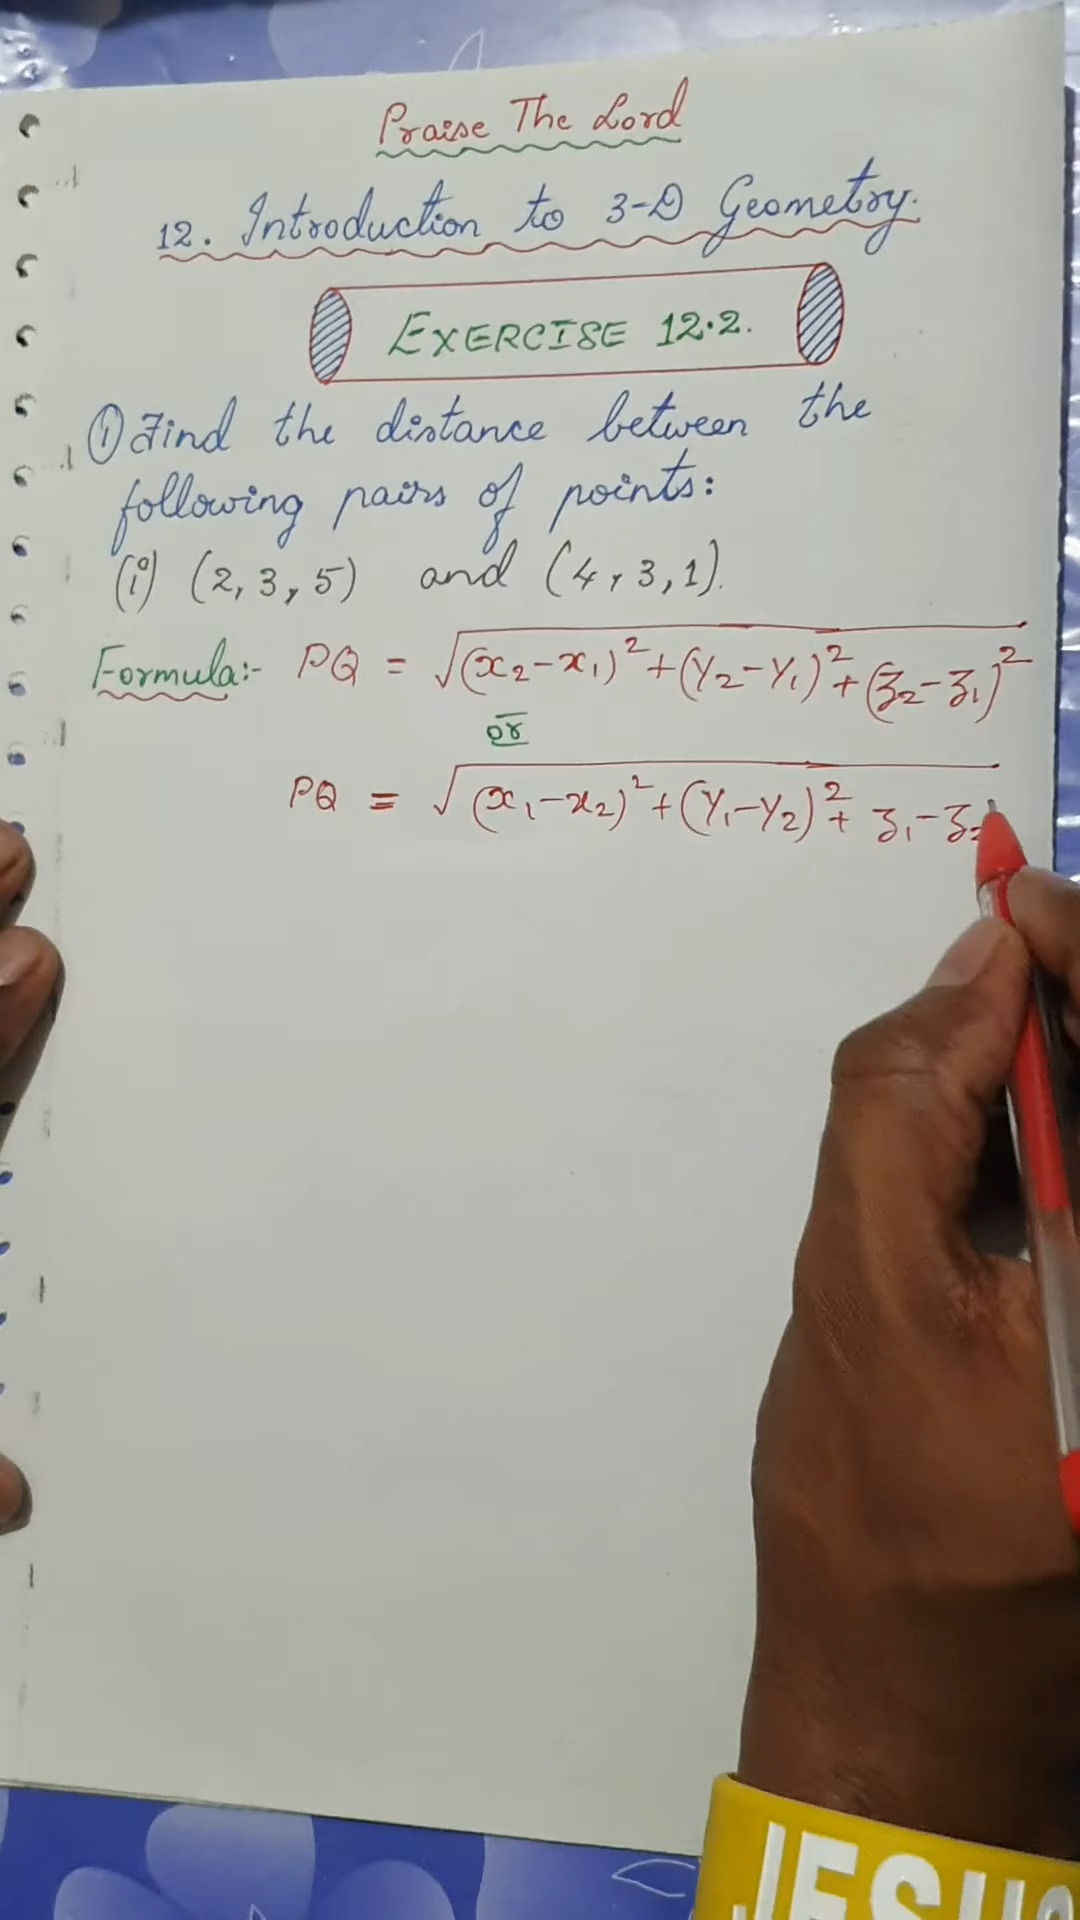 Praise The Lord
12. Introduction to 3-D Geometry.
EXERCISE 12.2.
① Find the distance between the
following pairs of points:
(i) (2, 3, 5) and (4, 3, 1).
Formula:- PQ = √(x₂-x₁)²+(y₂-y₁)²+(z₂-z₁)²
or
PQ = √(x₁-x₂)²+(y₁-y₂)²+ z₁-z₂